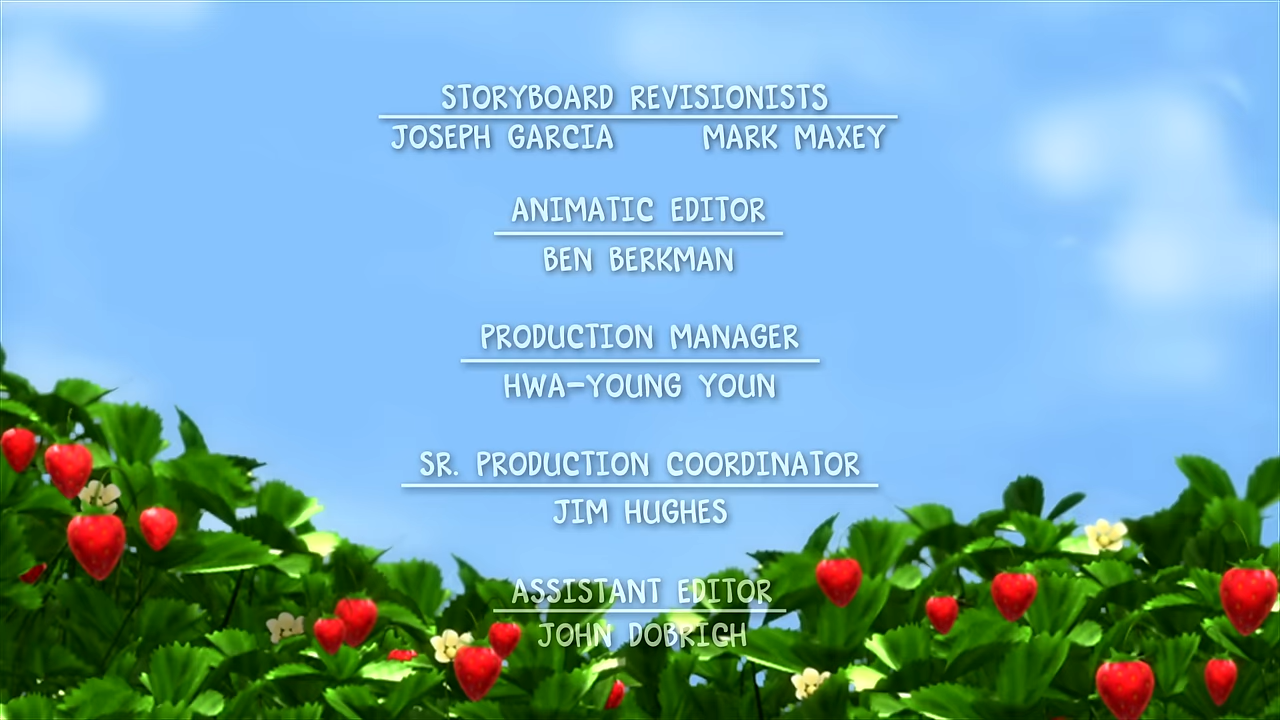 STORYBOARD REVISIONISTS
JOSEPH GARCIA MARK MAXEY
ANIMATIC EDITOR
BEN BERKMAN
PRODUCTION MANAGER
HWA-YOUNG YOUN
SR. PRODUCTION COORDINATOR
JIM HUGHES
ASSISTANT EDITOR
JOHN DOBRIGH